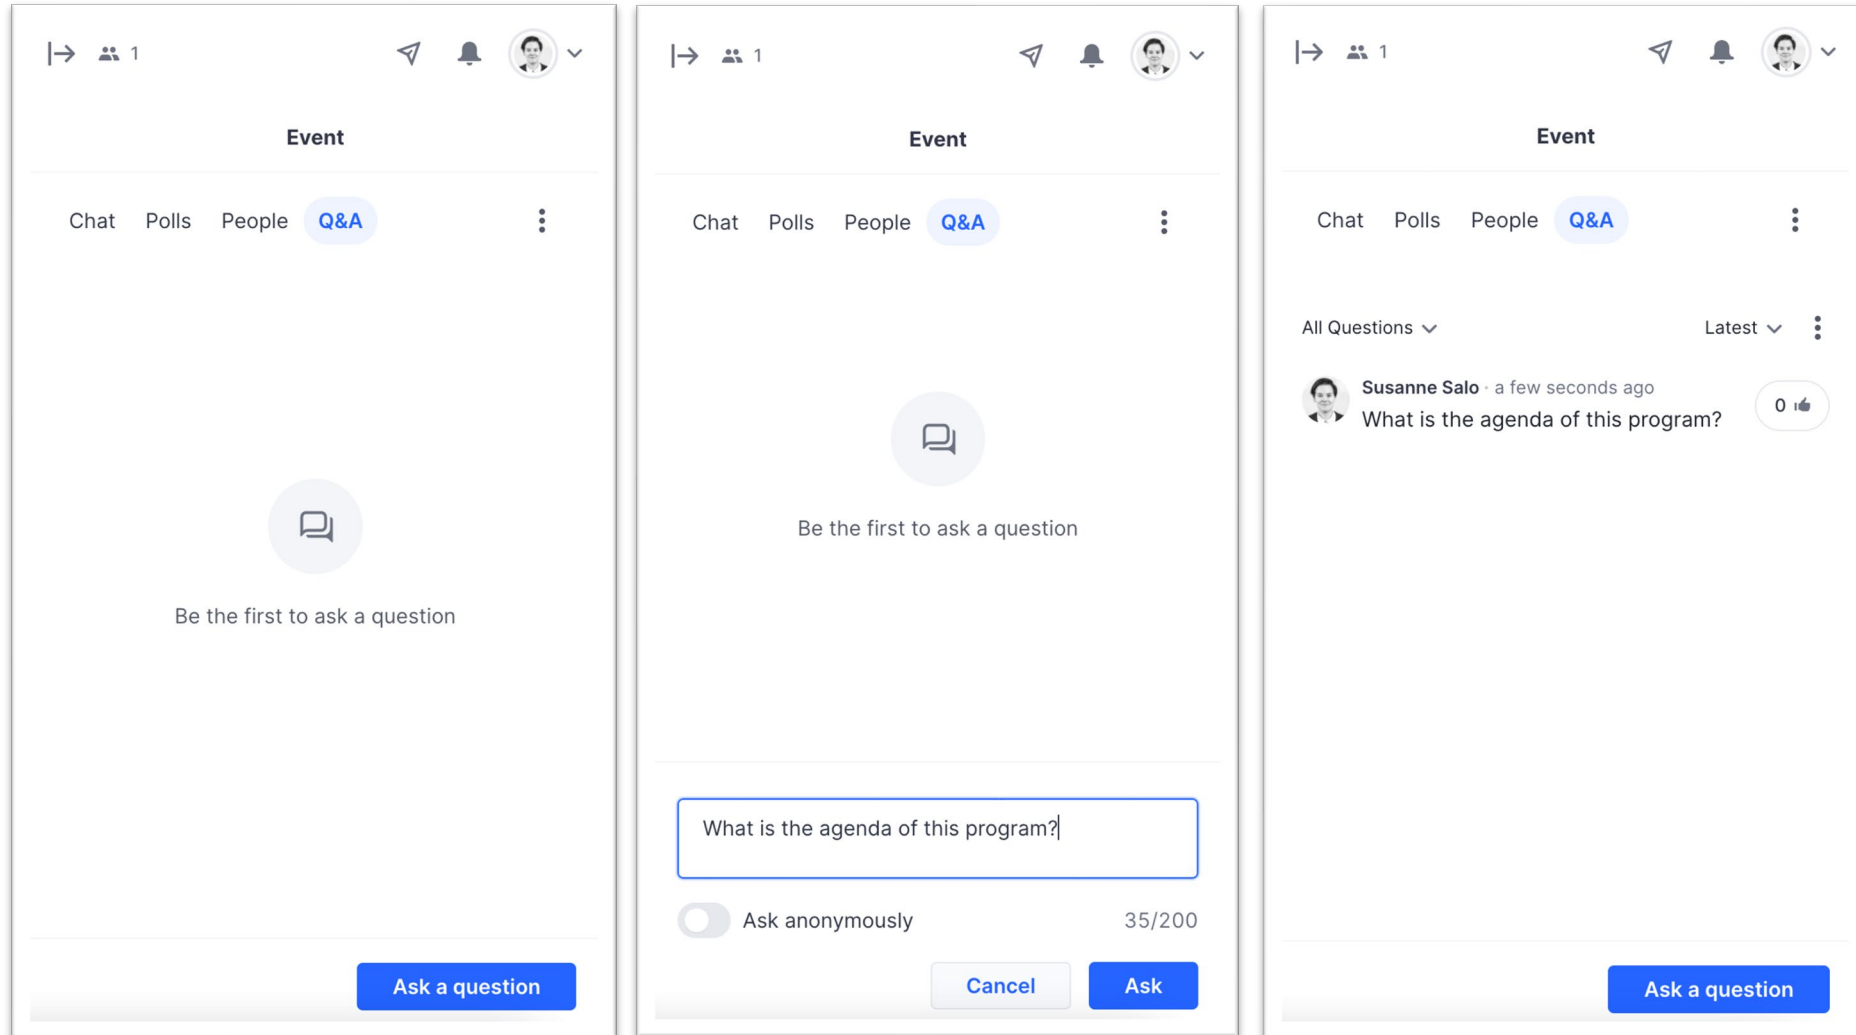 1
Event
Chat Polls People Q&A
Be the first to ask a question
Ask a question
1
Event
Chat Polls People Q&A
Be the first to ask a question
What is the agenda of this program?
Ask anonymously 35/200
Cancel Ask
1
Event
Chat Polls People Q&A
All Questions Latest
Susanne Salo · a few seconds ago
What is the agenda of this program?
0
Ask a question